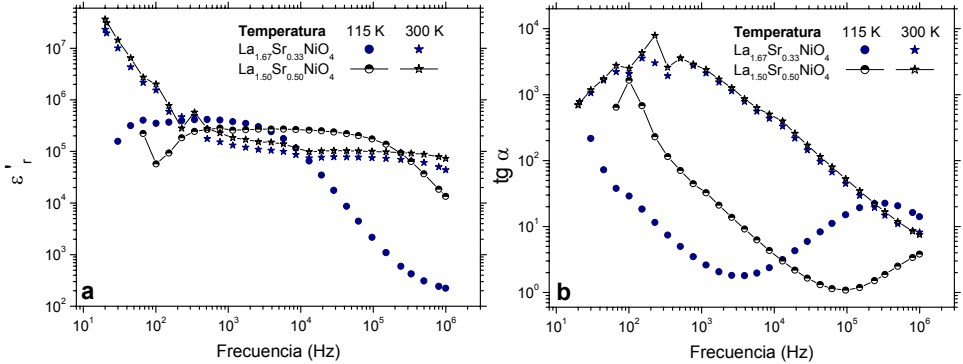 Temperatura 115 K 300 K
La1.67Sr0.33NiO4
La1.50Sr0.50NiO4
10^7
10^6
10^5
10^4
10^3
10^2
ε'r
10^1 10^2 10^3 10^4 10^5 10^6
Frecuencia (Hz)
a
Temperatura 115 K 300 K
La1.67Sr0.33NiO4
La1.50Sr0.50NiO4
10^4
10^3
10^2
10^1
10^0
tg α
10^1 10^2 10^3 10^4 10^5 10^6
Frecuencia (Hz)
b